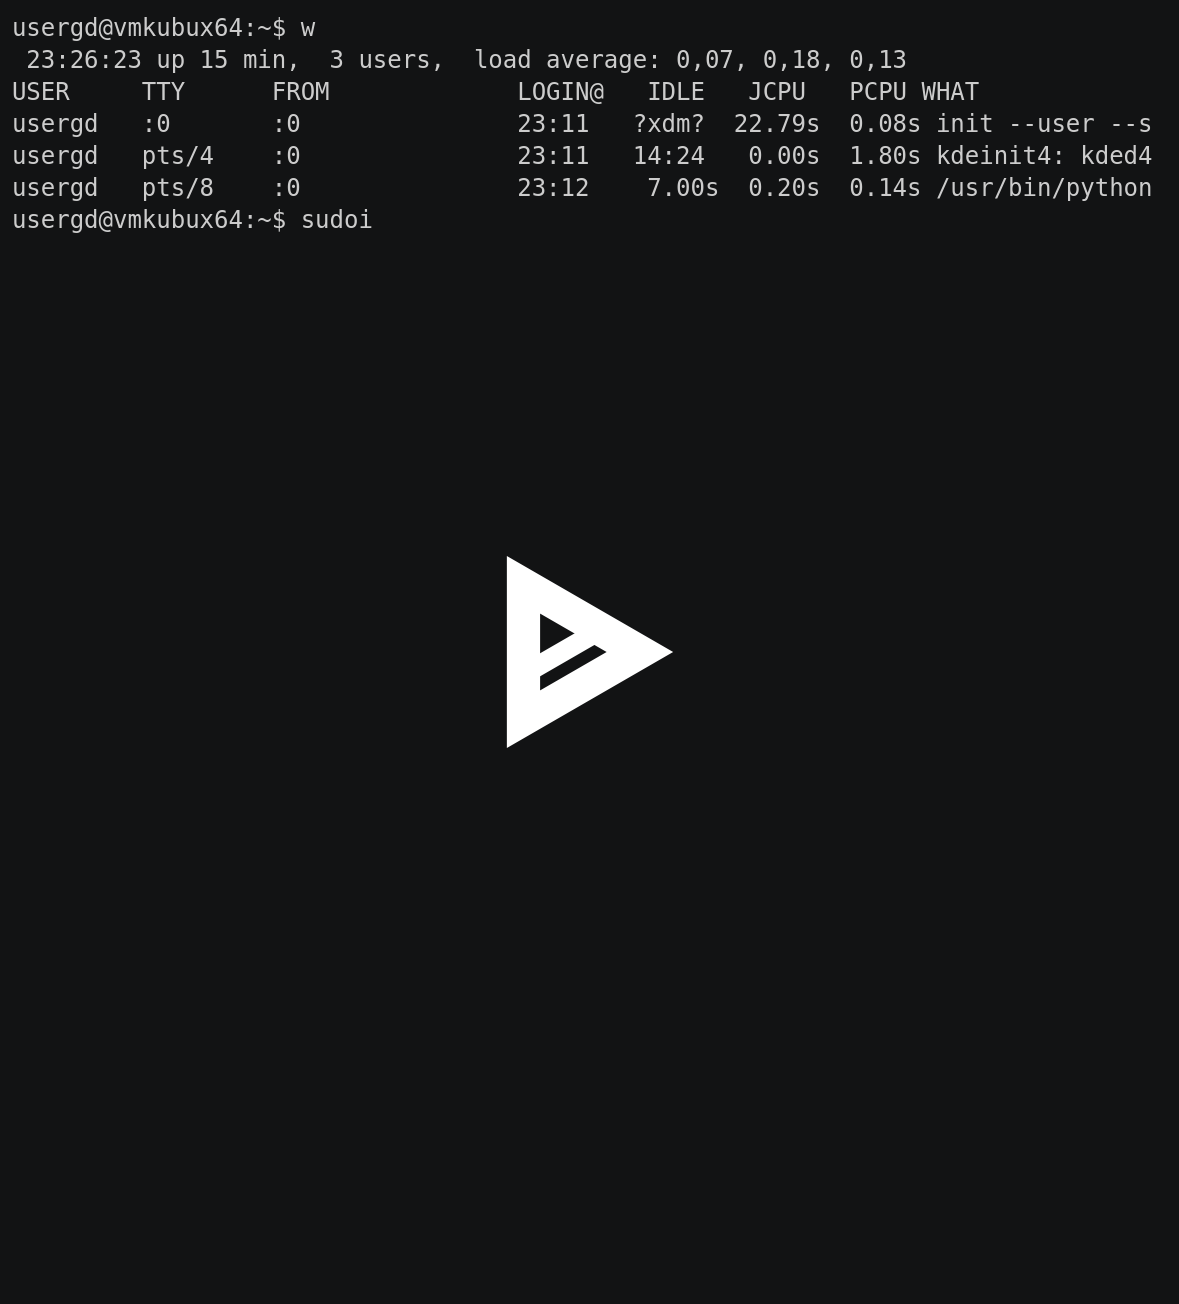 usergd@vmkubux64:~$ w
 23:26:23 up 15 min,  3 users,  load average: 0,07, 0,18, 0,13
USER     TTY      FROM             LOGIN@   IDLE   JCPU   PCPU WHAT
usergd   :0       :0               23:11   ?xdm?  22.79s  0.08s init --user --s
usergd   pts/4    :0               23:11   14:24   0.00s  1.80s kdeinit4: kded4
usergd   pts/8    :0               23:12    7.00s  0.20s  0.14s /usr/bin/python
usergd@vmkubux64:~$ sudoi